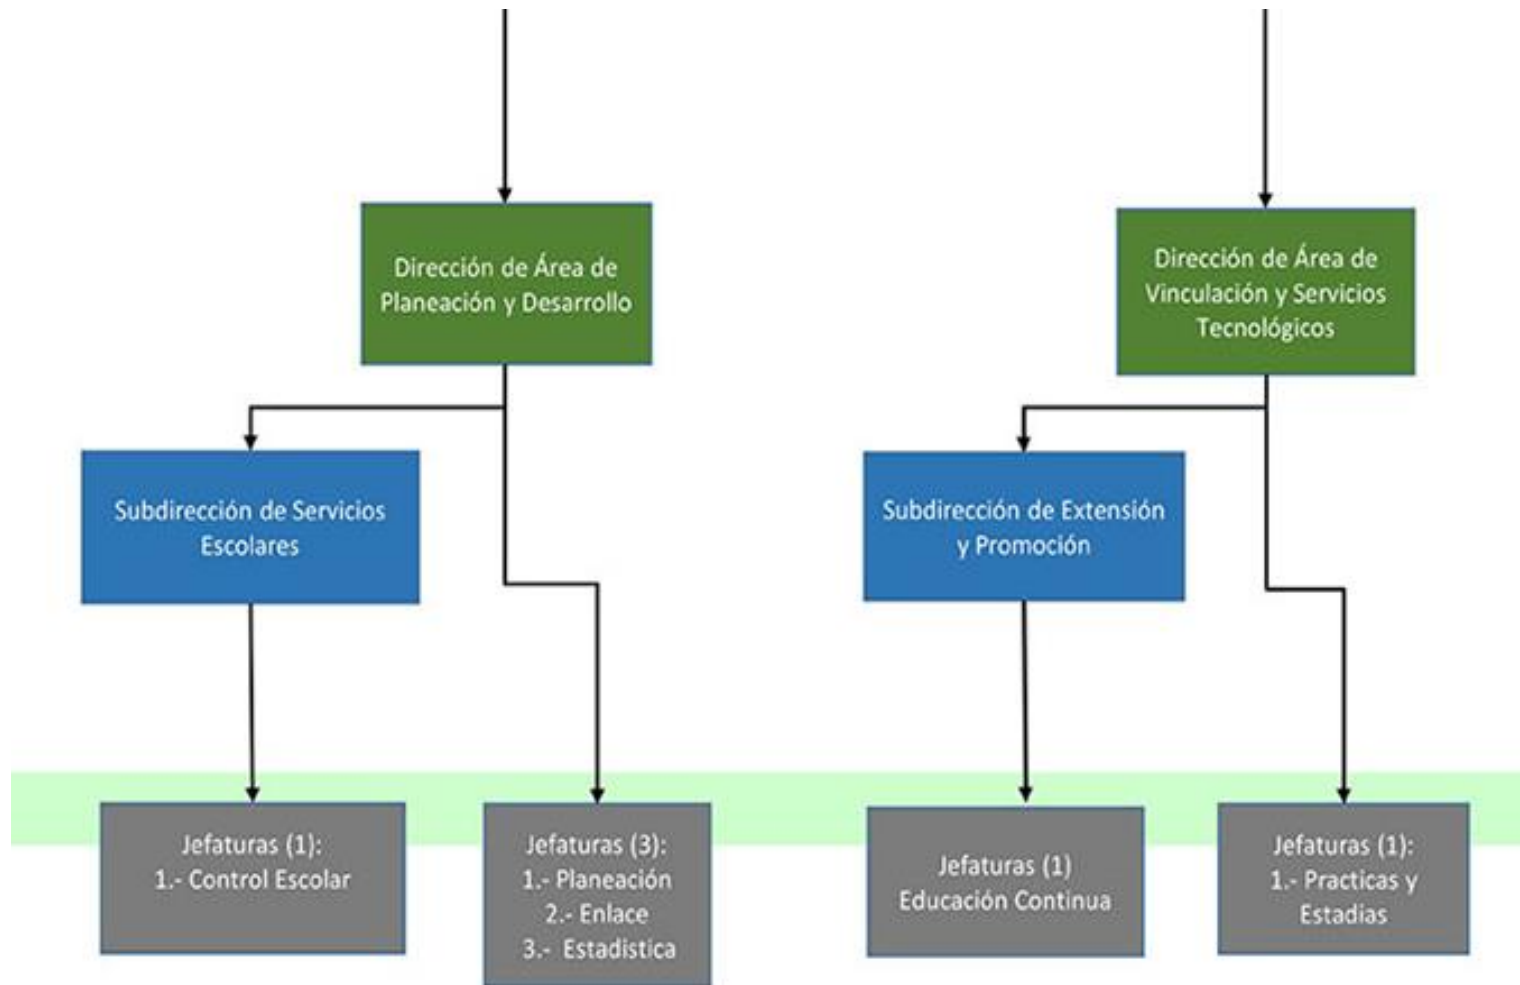 Dirección de Área de
Planeación y Desarrollo
Dirección de Área de
Vinculación y Servicios
Tecnológicos
Subdirección de Servicios
Escolares
Subdirección de Extensión
y Promoción
Jefaturas (1):
1.- Control Escolar
Jefaturas (3):
1.- Planeación
2.- Enlace
3.- Estadistica
Jefaturas (1)
Educación Continua
Jefaturas (1):
1.- Practicas y
Estadias